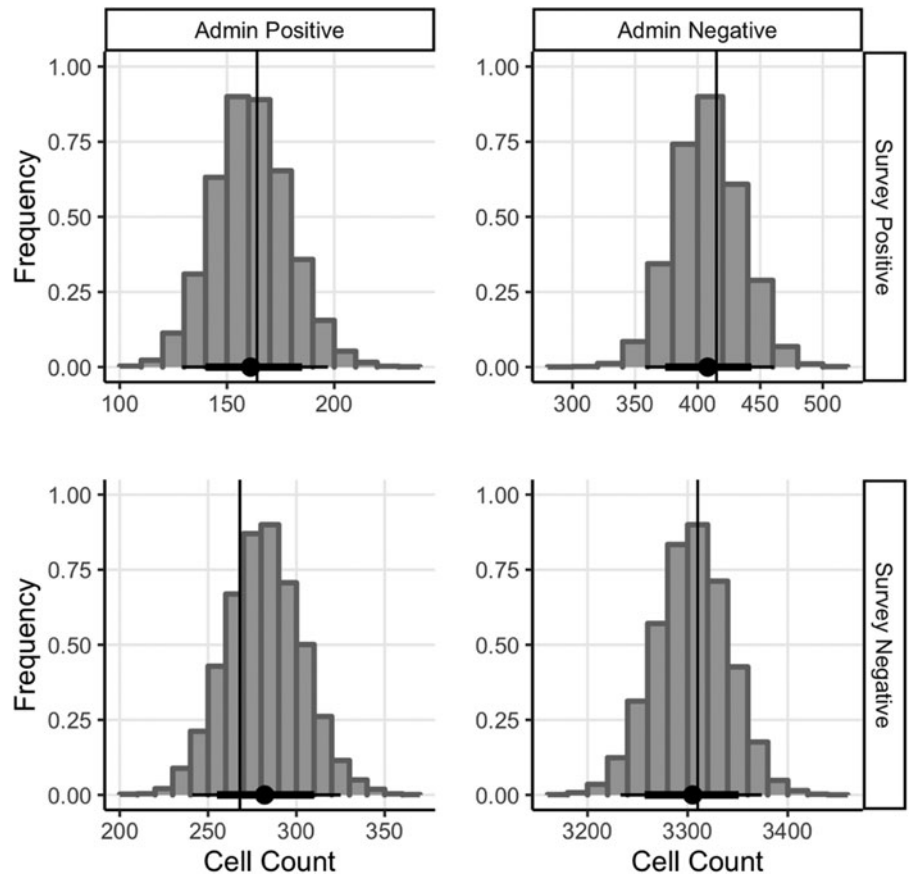 Admin Positive
Admin Negative
1.00
0.75
0.50
0.25
0.00
Frequency
100 150 200
1.00
0.75
0.50
0.25
0.00
300 350 400 450 500
Survey Positive
1.00
0.75
0.50
0.25
0.00
Frequency
200 250 300 350
Cell Count
1.00
0.75
0.50
0.25
0.00
3200 3300 3400
Cell Count
Survey Negative